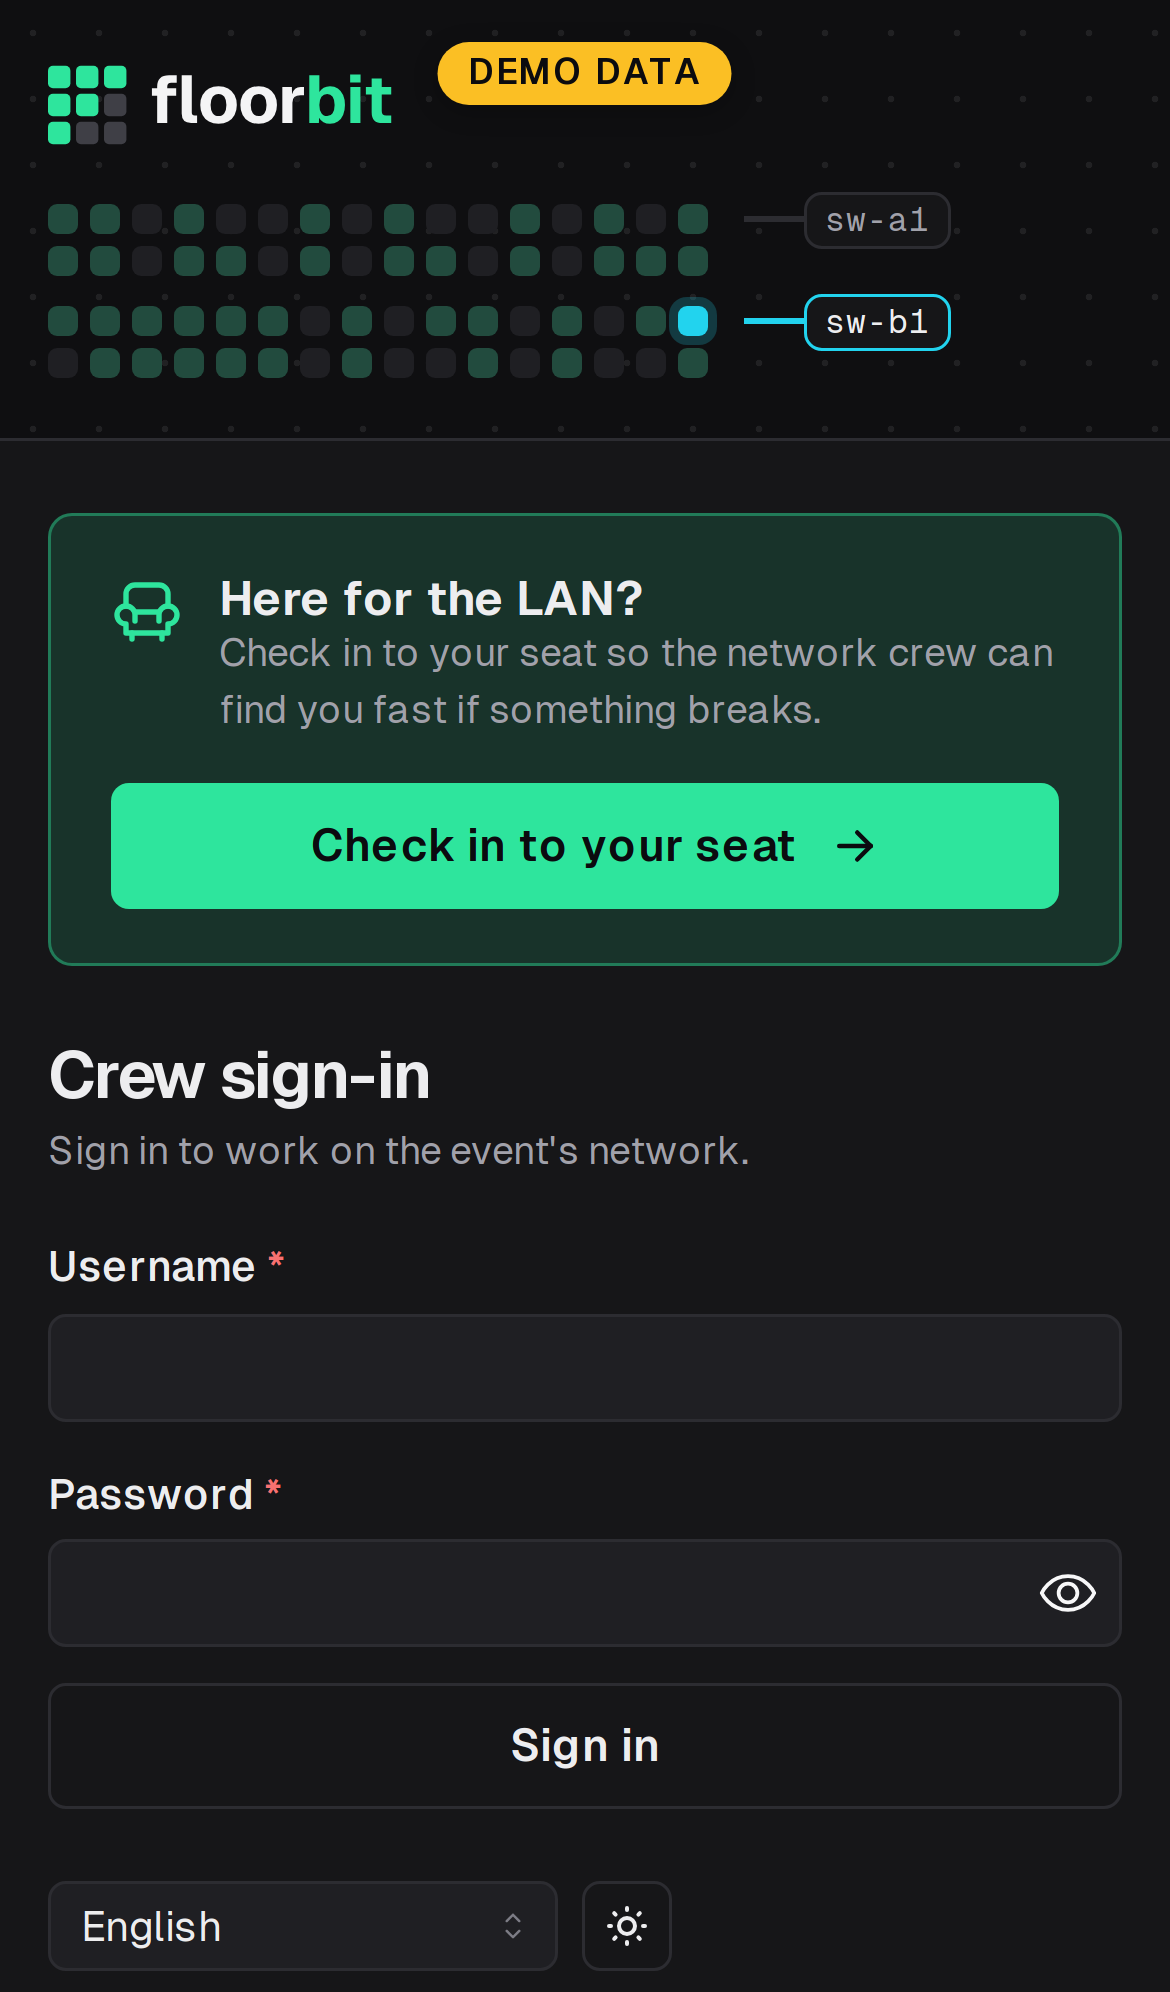 floorbit
DEMO DATA
sw-a1
sw-b1
Here for the LAN?
Check in to your seat so the network crew can
find you fast if something breaks.
Check in to your seat →
Crew sign-in
Sign in to work on the event's network.
Username *
Password *
Sign in
English